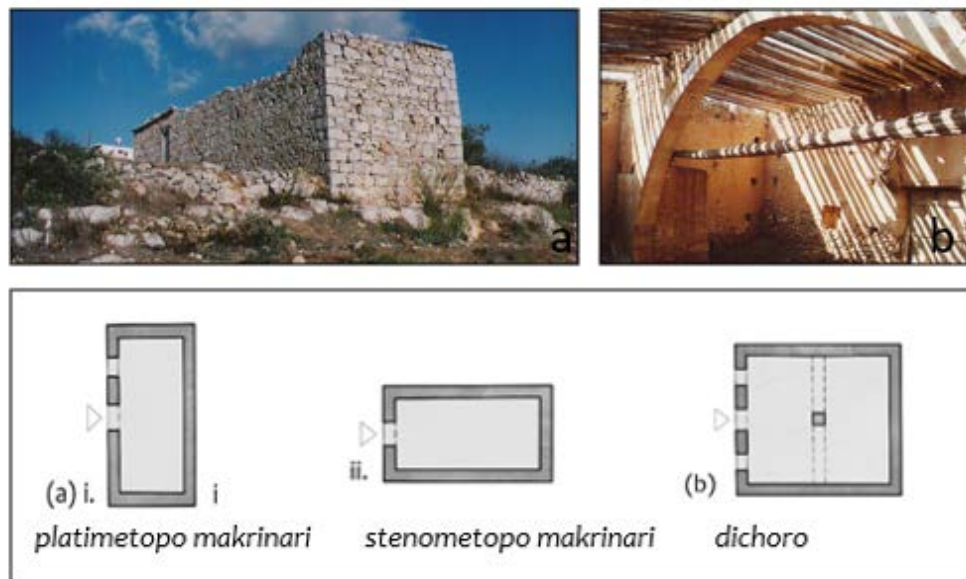 a
b
(a) i.
i
ii.
(b)
platimetopo makrinari
stenometopo makrinari
dichoro